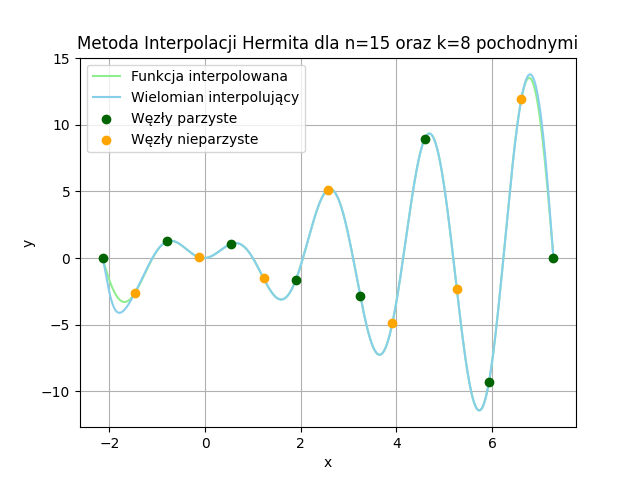 Metoda Interpolacji Hermita dla n=15 oraz k=8 pochodnymi
Funkcja interpolowana
Wielomian interpolujący
Węzły parzyste
Węzły nieparzyste
15
10
5
0
−5
−10
y
−2
0
2
4
6
x